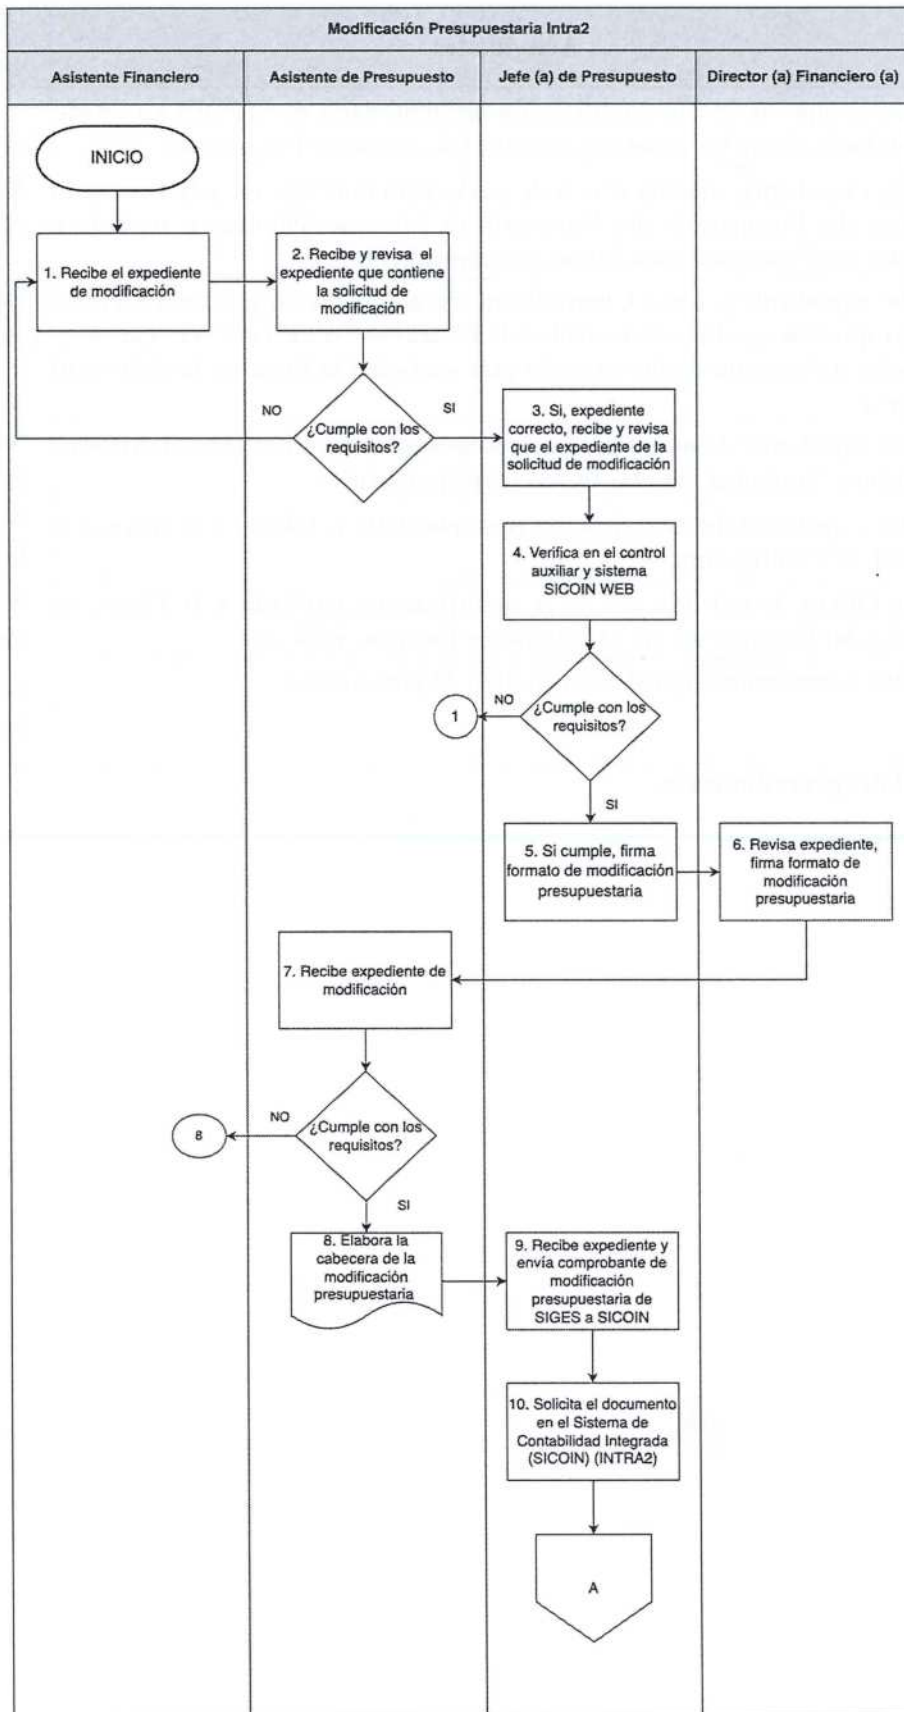 Modificación Presupuestaria Intra2
Asistente Financiero
Asistente de Presupuesto
Jefe (a) de Presupuesto
Director (a) Financiero (a)
INICIO
1. Recibe el expediente
de modificación
2. Recibe y revisa el
expediente que contiene
la solicitud de
modificación
NO
¿Cumple con los
requisitos?
SI
3. Si, expediente
correcto, recibe y revisa
que el expediente de la
solicitud de modificación
4. Verifica en el control
auxiliar y sistema
SICOIN WEB
1
NO
¿Cumple con los
requisitos?
SI
5. Si cumple, firma
formato de modificación
presupuestaria
6. Revisa expediente,
firma formato de
modificación
presupuestaria
7. Recibe expediente de
modificación
8
NO
¿Cumple con los
requisitos?
SI
8. Elabora la
cabecera de la
modificación
presupuestaria
9. Recibe expediente y
envía comprobante de
modificación
presupuestaria de
SIGES a SICOIN
10. Solicita el documento
en el Sistema de
Contabilidad Integrada
(SICOIN) (INTRA2)
A